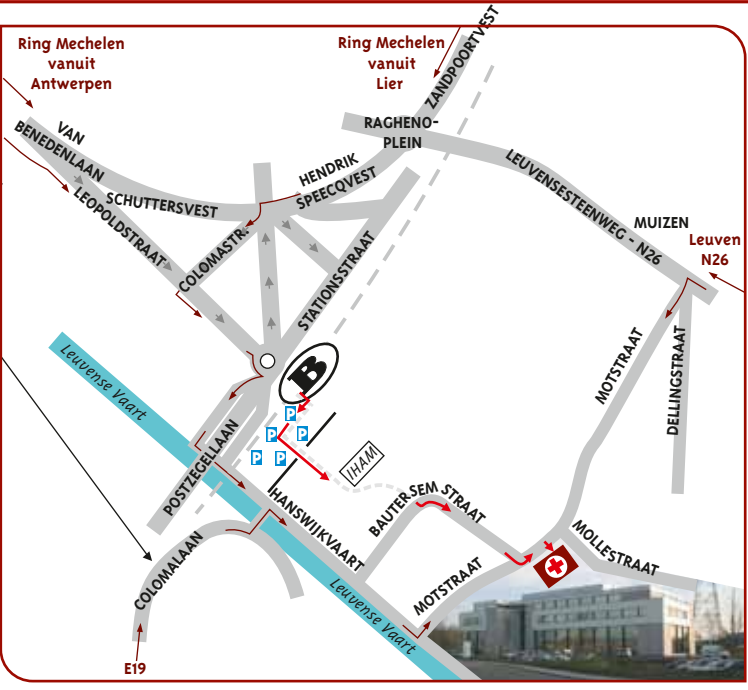 Ring Mechelen
vanuit
Antwerpen
Ring Mechelen
vanuit
Lier
ZANDPOORTVEST
RAGHENO-
PLEIN
VAN
BENEDENLAAN
HENDRIK
SPEECQVEST
SCHUTTERSVEST
LEOPOLDSTRAAT
COLOMASTR.
STATIONSSTRAAT
LEUVENSESTEENWEG - N26
MUIZEN
Leuven
N26
MOTSTRAAT
DELLINGSTRAAT
Leuvense Vaart
B
P
P
P
P
P
IHAM
POSTZEGELLAAN
HANSWIJKVAART
BAUTERSEM STRAAT
MOLLESTRAAT
MOTSTRAAT
COLOMALAAN
Leuvense Vaart
E19